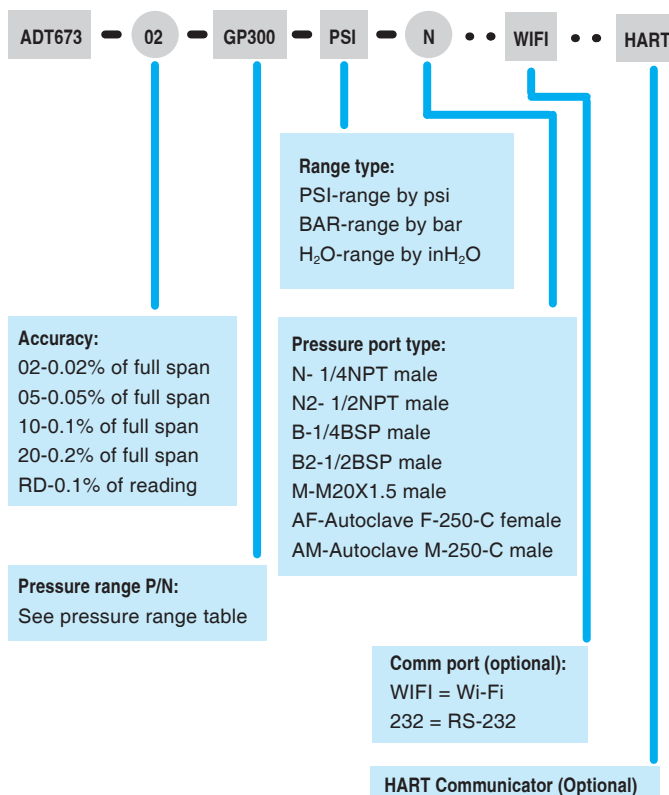 ADT673 – 02 – GP300 – PSI – N •• WIFI •• HART
Range type:
PSI-range by psi
BAR-range by bar
H₂O-range by inH₂O
Accuracy:
02-0.02% of full span
05-0.05% of full span
10-0.1% of full span
20-0.2% of full span
RD-0.1% of reading
Pressure port type:
N- 1/4NPT male
N2- 1/2NPT male
B-1/4BSP male
B2-1/2BSP male
M-M20X1.5 male
AF-Autoclave F-250-C female
AM-Autoclave M-250-C male
Pressure range P/N:
See pressure range table
Comm port (optional):
WIFI = Wi-Fi
232 = RS-232
HART Communicator (Optional)